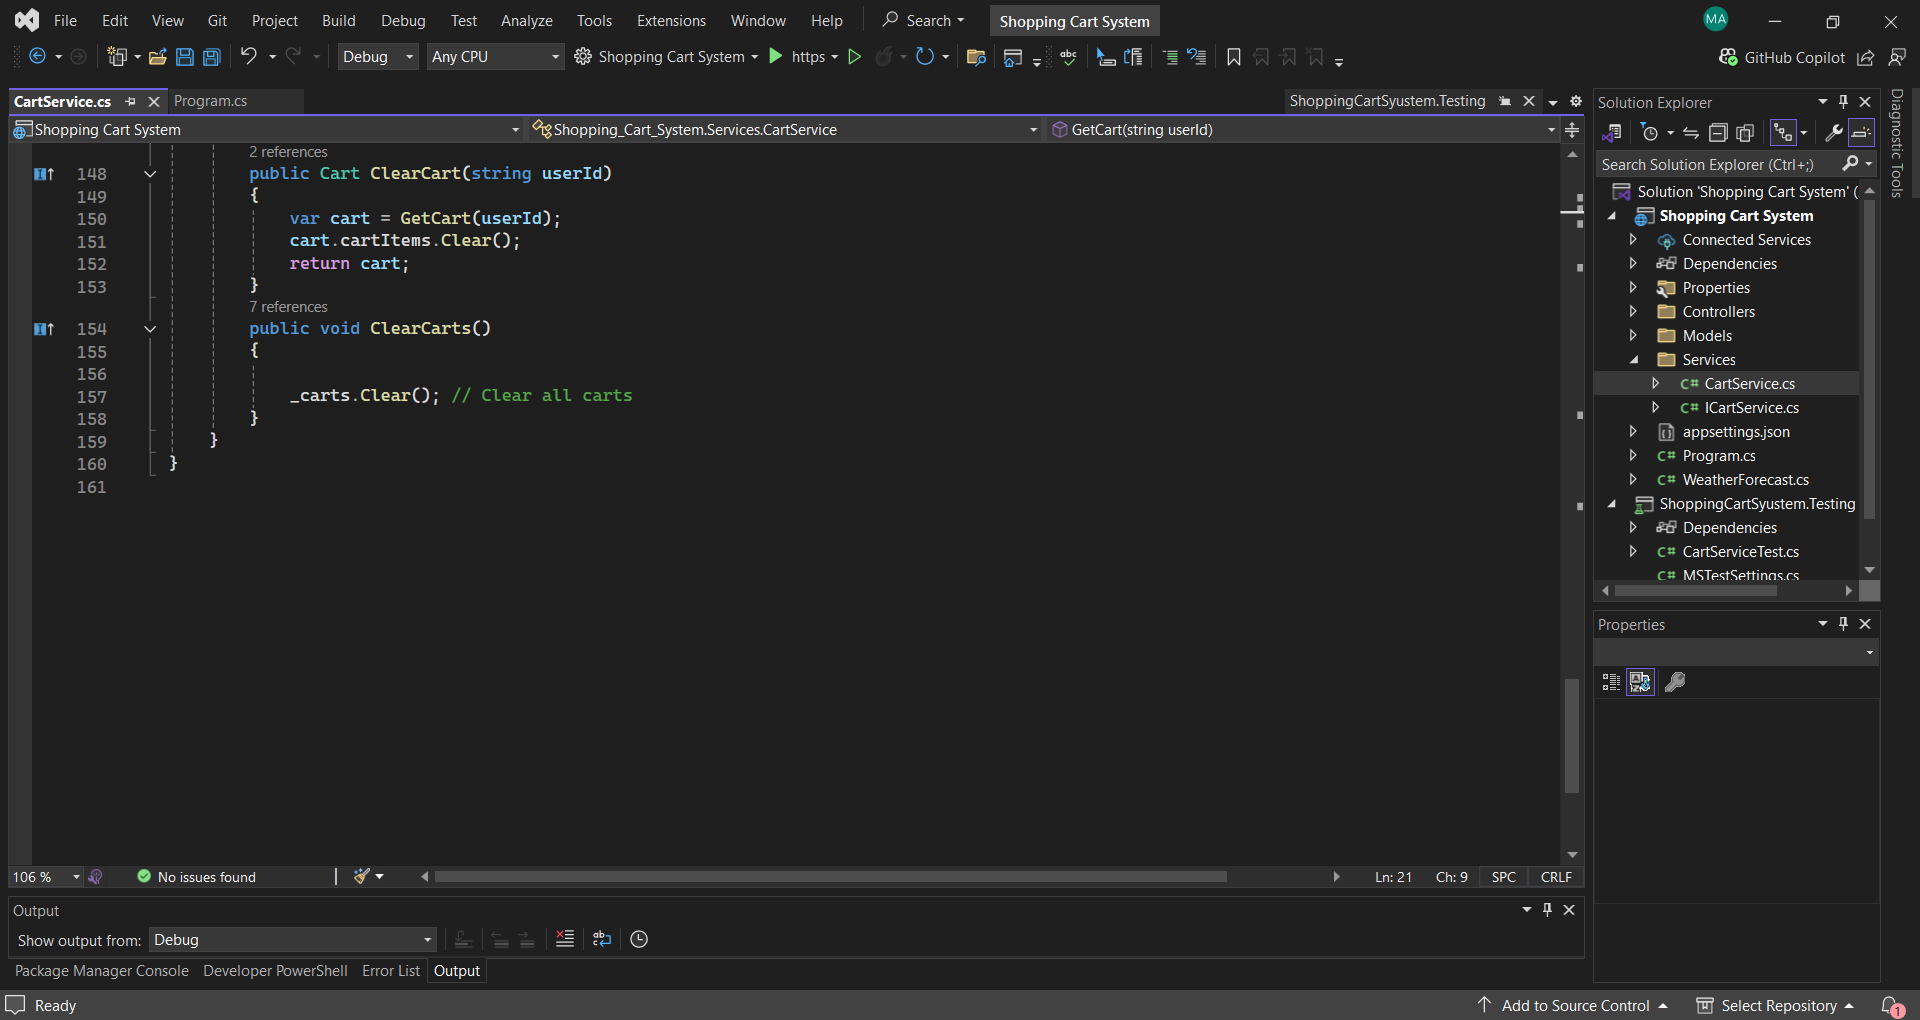 File Edit View Git Project Build Debug Test Analyze Tools Extensions Window Help Search Shopping Cart System MA
Debug Any CPU Shopping Cart System https GitHub Copilot
CartService.cs Program.cs ShoppingCartSyustem.Testing
Shopping Cart System Shopping_Cart_System.Services.CartService GetCart(string userId)
2 references
148 public Cart ClearCart(string userId)
149 {
150 var cart = GetCart(userId);
151 cart.cartItems.Clear();
152 return cart;
153 }
7 references
154 public void ClearCarts()
155 {
156
157 _carts.Clear(); // Clear all carts
158 }
159 }
160 }
161
106 % No issues found Ln: 21 Ch: 9 SPC CRLF
Output
Show output from: Debug
Package Manager Console Developer PowerShell Error List Output
Ready Add to Source Control Select Repository 1
Solution Explorer
Search Solution Explorer (Ctrl+;)
Solution 'Shopping Cart System' (
Shopping Cart System
Connected Services
Dependencies
Properties
Controllers
Models
Services
C# CartService.cs
C# ICartService.cs
appsettings.json
C# Program.cs
C# WeatherForecast.cs
ShoppingCartSyustem.Testing
Dependencies
C# CartServiceTest.cs
C# MSTestSettings.cs
Properties
Diagnostic Tools